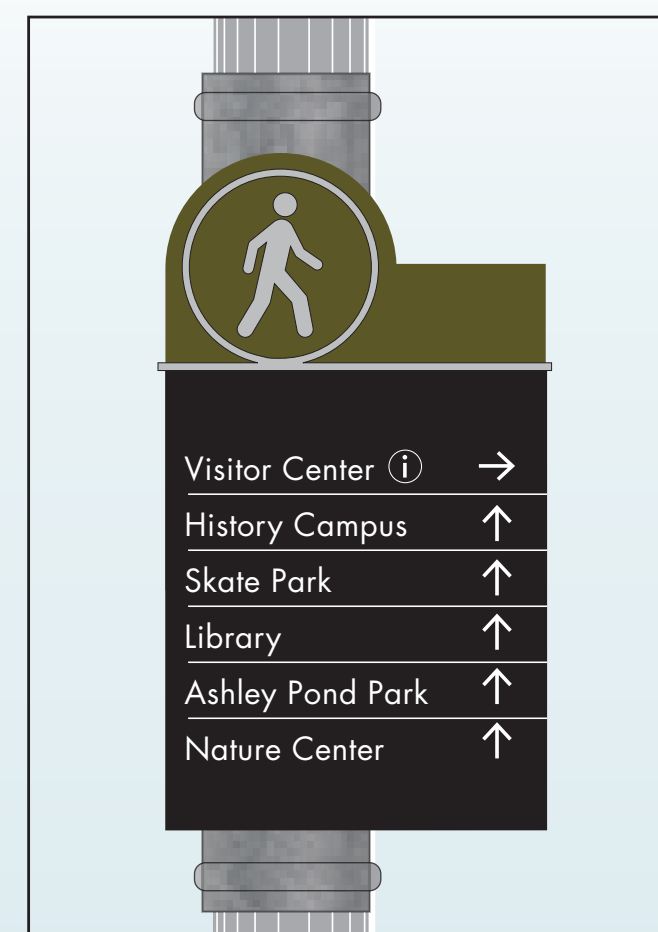 Visitor Center ⓘ →
History Campus ↑
Skate Park ↑
Library ↑
Ashley Pond Park ↑
Nature Center ↑